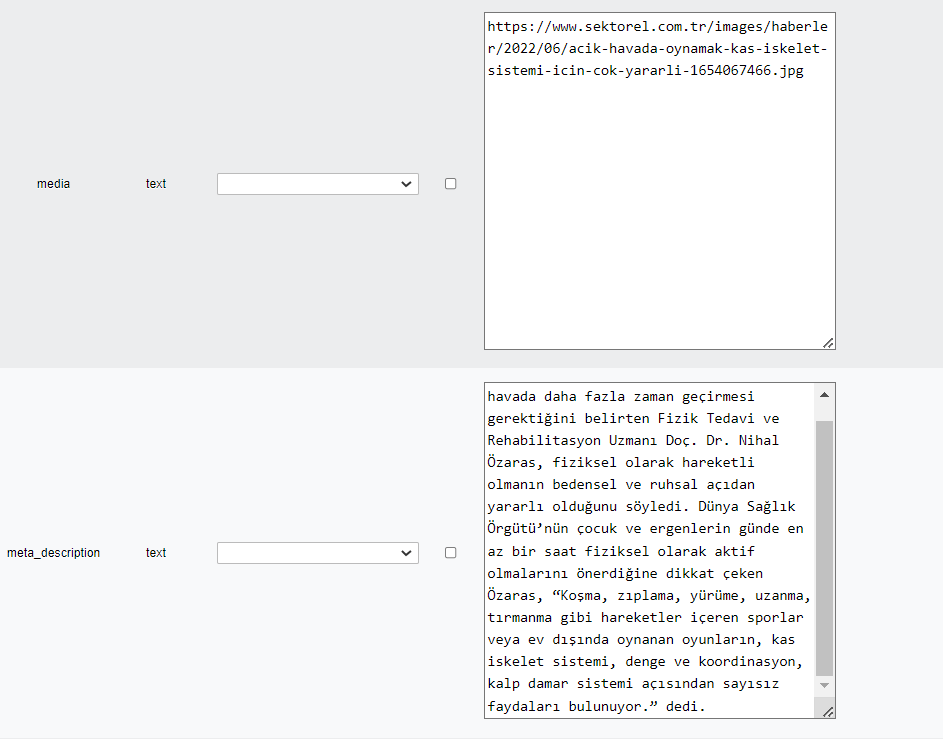 https://www.sektorel.com.tr/images/haberle
r/2022/06/acik-havada-oynamak-kas-iskelet-
sistemi-icin-cok-yararli-1654067466.jpg
media text
havada daha fazla zaman geçirmesi
gerektiğini belirten Fizik Tedavi ve
Rehabilitasyon Uzmanı Doç. Dr. Nihal
Özaras, fiziksel olarak hareketli
olmanın bedensel ve ruhsal açıdan
yararlı olduğunu söyledi. Dünya Sağlık
Örgütü’nün çocuk ve ergenlerin günde en
az bir saat fiziksel olarak aktif
olmalarını önerdiğine dikkat çeken
Özaras, “Koşma, zıplama, yürüme, uzanma,
tırmanma gibi hareketler içeren sporlar
veya ev dışında oynanan oyunların, kas
iskelet sistemi, denge ve koordinasyon,
kalp damar sistemi açısından sayısız
faydaları bulunuyor.” dedi.
meta_description text